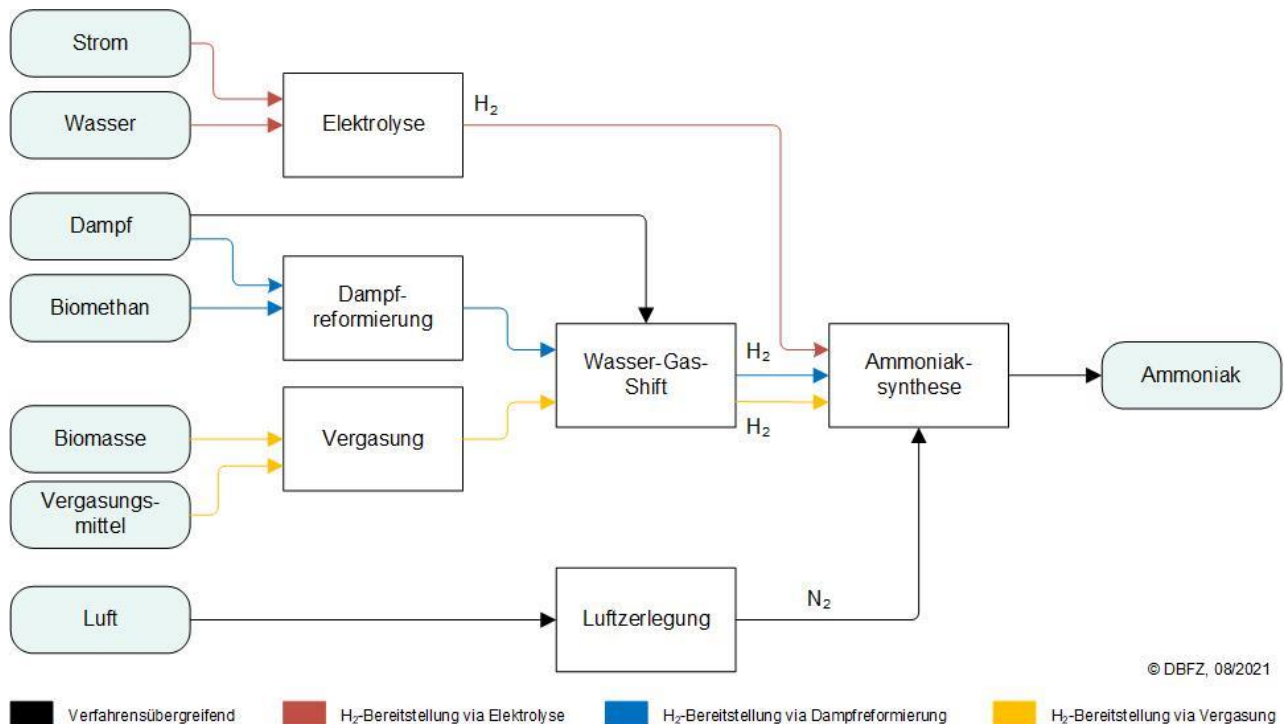 Strom
Wasser
Elektrolyse
H₂
Dampf
Biomethan
Dampf-
reformierung
Wasser-Gas-
Shift
H₂
H₂
Ammoniak-
synthese
Ammoniak
Biomasse
Vergasungs-
mittel
Vergasung
Luft
Luftzerlegung
N₂
© DBFZ, 08/2021
Verfahrensübergreifend
H₂-Bereitstellung via Elektrolyse
H₂-Bereitstellung via Dampfreformierung
H₂-Bereitstellung via Vergasung